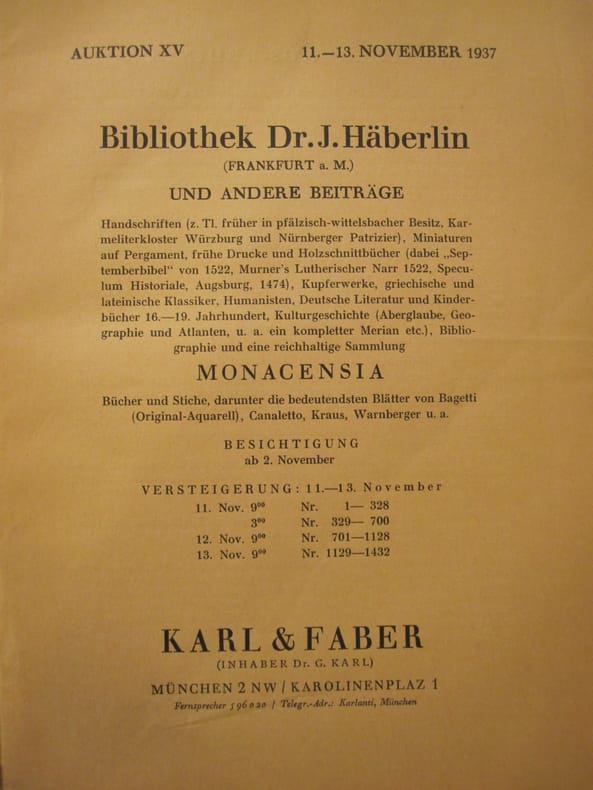 AUKTION XV 11.—13. NOVEMBER 1937
Bibliothek Dr. J. Häberlin
(FRANKFURT a. M.)
UND ANDERE BEITRÄGE
Handschriften (z. Tl. früher in pfälzisch-wittelsbacher Besitz, Kar-
meliterkloster Würzburg und Nürnberger Patrizier), Miniaturen
auf Pergament, frühe Drucke und Holzschnittbücher (dabei „Sep-
temberbibel“ von 1522, Murner's Lutherischer Narr 1522, Specu-
lum Historiale, Augsburg, 1474), Kupferwerke, griechische und
lateinische Klassiker, Humanisten, Deutsche Literatur und Kinder-
bücher 16.—19. Jahrhundert, Kulturgeschichte (Aberglaube, Geo-
graphie und Atlanten, u. a. ein kompletter Merian etc.), Biblio-
graphie und eine reichhaltige Sammlung
MONACENSIA
Bücher und Stiche, darunter die bedeutendsten Blätter von Bagetti
(Original-Aquarell), Canaletto, Kraus, Warnberger u. a.
BESICHTIGUNG
ab 2. November
VERSTEIGERUNG: 11.—13. November
11. Nov. 9⁰⁰ Nr. 1— 328
3⁰⁰ Nr. 329— 700
12. Nov. 9⁰⁰ Nr. 701—1128
13. Nov. 9⁰⁰ Nr. 1129—1432
KARL & FABER
(INHABER Dr. G. KARL)
MÜNCHEN 2 NW / KAROLINENPLAZ 1
Fernsprecher 596020 / Telegr.-Adr.: Karlanti, München